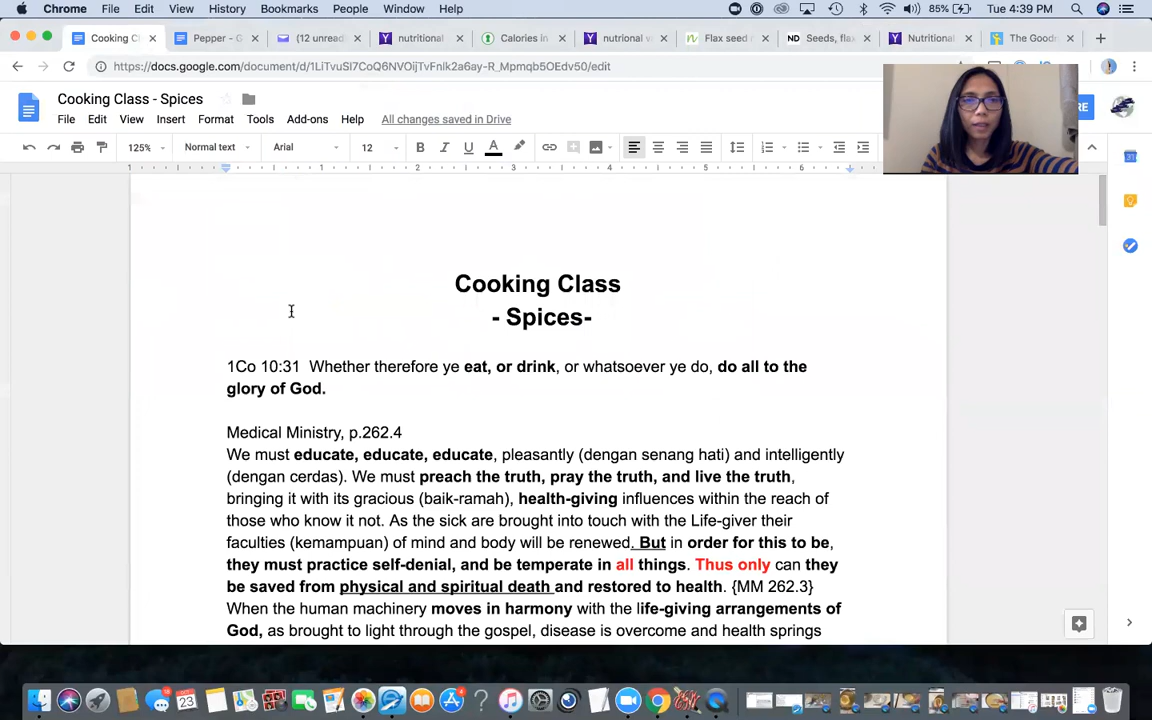 Chrome File Edit View History Bookmarks People Window Help 85% Tue 4:39 PM
Cooking C Pepper - G (12 unread nutritional Calories in nutrional v Flax seed ND Seeds, flax Nutritional The Good
https://docs.google.com/document/d/1LiTvuSl7CoQ6NVOijTvFnlk2a6ay-R_Mpmqb5OEdv50/edit
Cooking Class - Spices
RE
File Edit View Insert Format Tools Add-ons Help All changes saved in Drive
125% Normal text Arial 12 B I U A
1 1 2 3 4 5 6
Cooking Class
- Spices-
1Co 10:31 Whether therefore ye eat, or drink, or whatsoever ye do, do all to the
glory of God.
Medical Ministry, p.262.4
We must educate, educate, educate, pleasantly (dengan senang hati) and intelligently
(dengan cerdas). We must preach the truth, pray the truth, and live the truth,
bringing it with its gracious (baik-ramah), health-giving influences within the reach of
those who know it not. As the sick are brought into touch with the Life-giver their
faculties (kemampuan) of mind and body will be renewed. But in order for this to be,
they must practice self-denial, and be temperate in all things. Thus only can they
be saved from physical and spiritual death and restored to health. {MM 262.3}
When the human machinery moves in harmony with the life-giving arrangements of
God, as brought to light through the gospel, disease is overcome and health springs